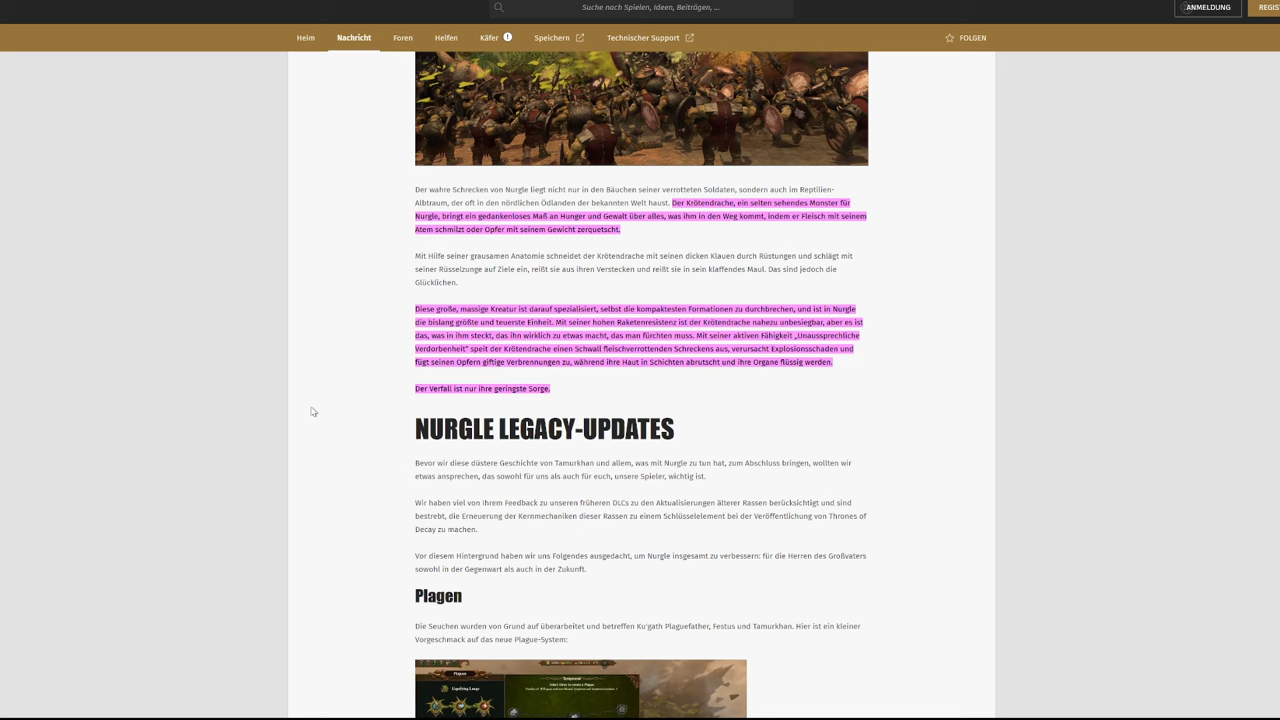 Suche nach Spielen, Ideen, Beiträgen, ...
ANMELDUNG
REGIS
Heim
Nachricht
Foren
Helfen
Käfer
Speichern
Technischer Support
FOLGEN
Der wahre Schrecken von Nurgle liegt nicht nur in den Bäuchen seiner verrotteten Soldaten, sondern auch im Reptilien-
Albtraum, der oft in den nördlichen Ödlanden der bekannten Welt haust. Der Krötendrache, ein selten sehendes Monster für
Nurgle, bringt ein gedankenloses Maß an Hunger und Gewalt über alles, was ihm in den Weg kommt, indem er Fleisch mit seinem
Atem schmilzt oder Opfer mit seinem Gewicht zerquetscht.
Mit Hilfe seiner grausamen Anatomie schneidet der Krötendrache mit seinen dicken Klauen durch Rüstungen und schlägt mit
seiner Rüsselzunge auf Ziele ein, reißt sie aus ihren Verstecken und reißt sie in sein klaffendes Maul. Das sind jedoch die
Glücklichen.
Diese große, massige Kreatur ist darauf spezialisiert, selbst die kompaktesten Formationen zu durchbrechen, und ist in Nurgle
die bislang größte und teuerste Einheit. Mit seiner hohen Raketenresistenz ist der Krötendrache nahezu unbesiegbar, aber es ist
das, was in ihm steckt, das ihn wirklich zu etwas macht, das man fürchten muss. Mit seiner aktiven Fähigkeit „Unaussprechliche
Verdorbenheit“ speit der Krötendrache einen Schwall fleischverrottenden Schreckens aus, verursacht Explosionsschaden und
fügt seinen Opfern giftige Verbrennungen zu, während ihre Haut in Schichten abrutscht und ihre Organe flüssig werden.
Der Verfall ist nur ihre geringste Sorge.
NURGLE LEGACY-UPDATES
Bevor wir diese düstere Geschichte von Tamurkhan und allem, was mit Nurgle zu tun hat, zum Abschluss bringen, wollten wir
etwas ansprechen, das sowohl für uns als auch für euch, unsere Spieler, wichtig ist.
Wir haben viel von Ihrem Feedback zu unseren früheren DLCs zu den Aktualisierungen älterer Rassen berücksichtigt und sind
bestrebt, die Erneuerung der Kernmechaniken dieser Rassen zu einem Schlüsselelement bei der Veröffentlichung von Thrones of
Decay zu machen.
Vor diesem Hintergrund haben wir uns Folgendes ausgedacht, um Nurgle insgesamt zu verbessern: für die Herren des Großvaters
sowohl in der Gegenwart als auch in der Zukunft.
Plagen
Die Seuchen wurden von Grund auf überarbeitet und betreffen Ku'gath Plaguefather, Festus und Tamurkhan. Hier ist ein kleiner
Vorgeschmack auf das neue Plague-System:
Plagues
Symptoms